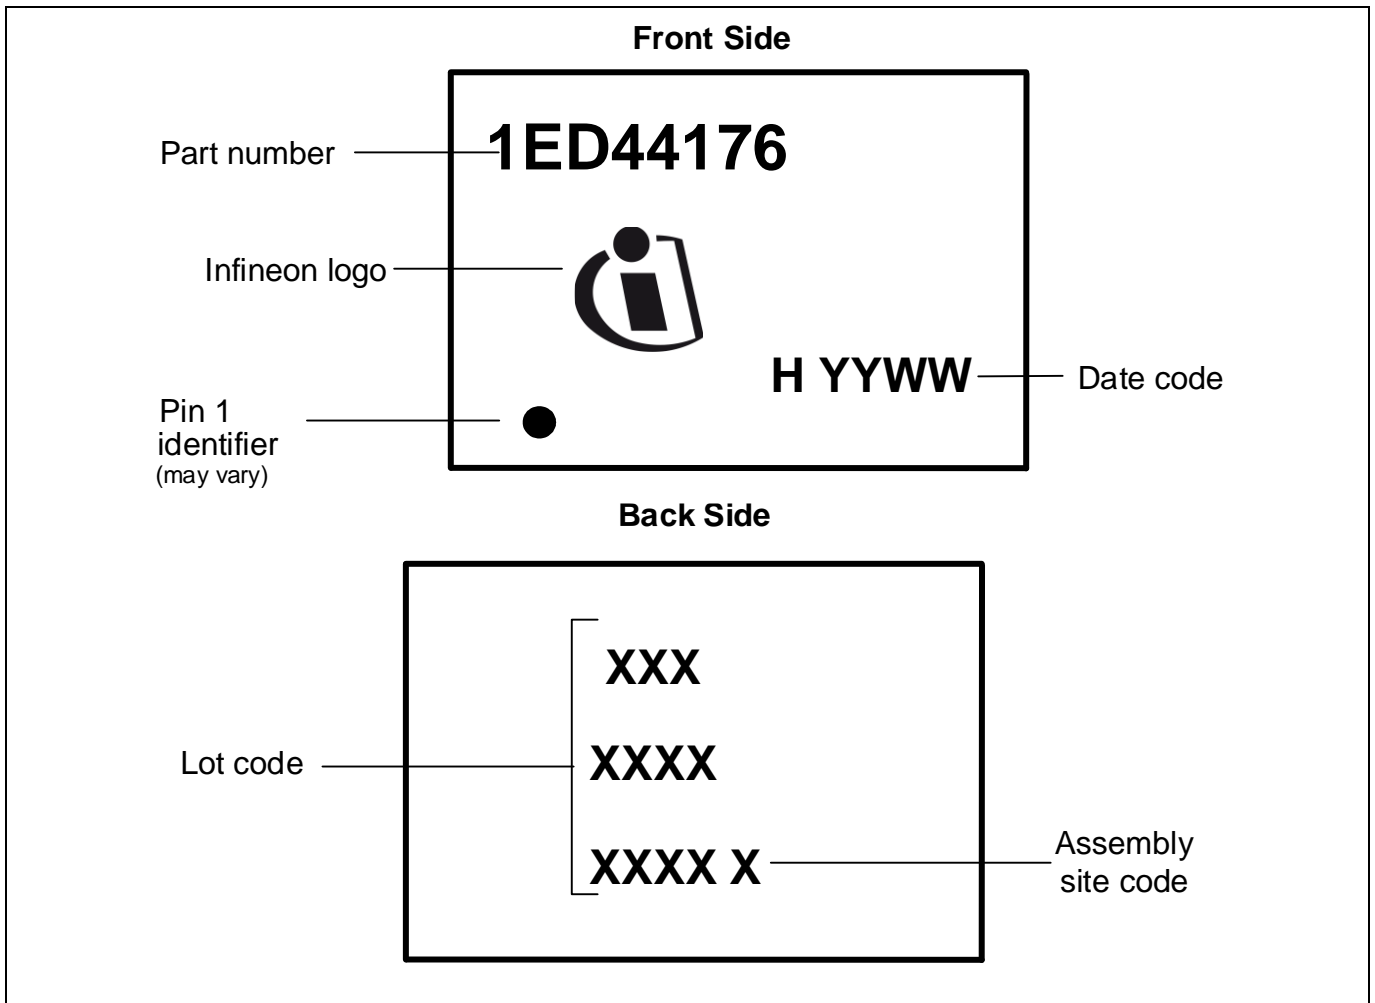 Front Side
Part number
1ED44176
Infineon logo
H YYWW
Date code
Pin 1
identifier
(may vary)
Back Side
XXX
Lot code
XXXX
XXXX X
Assembly
site code